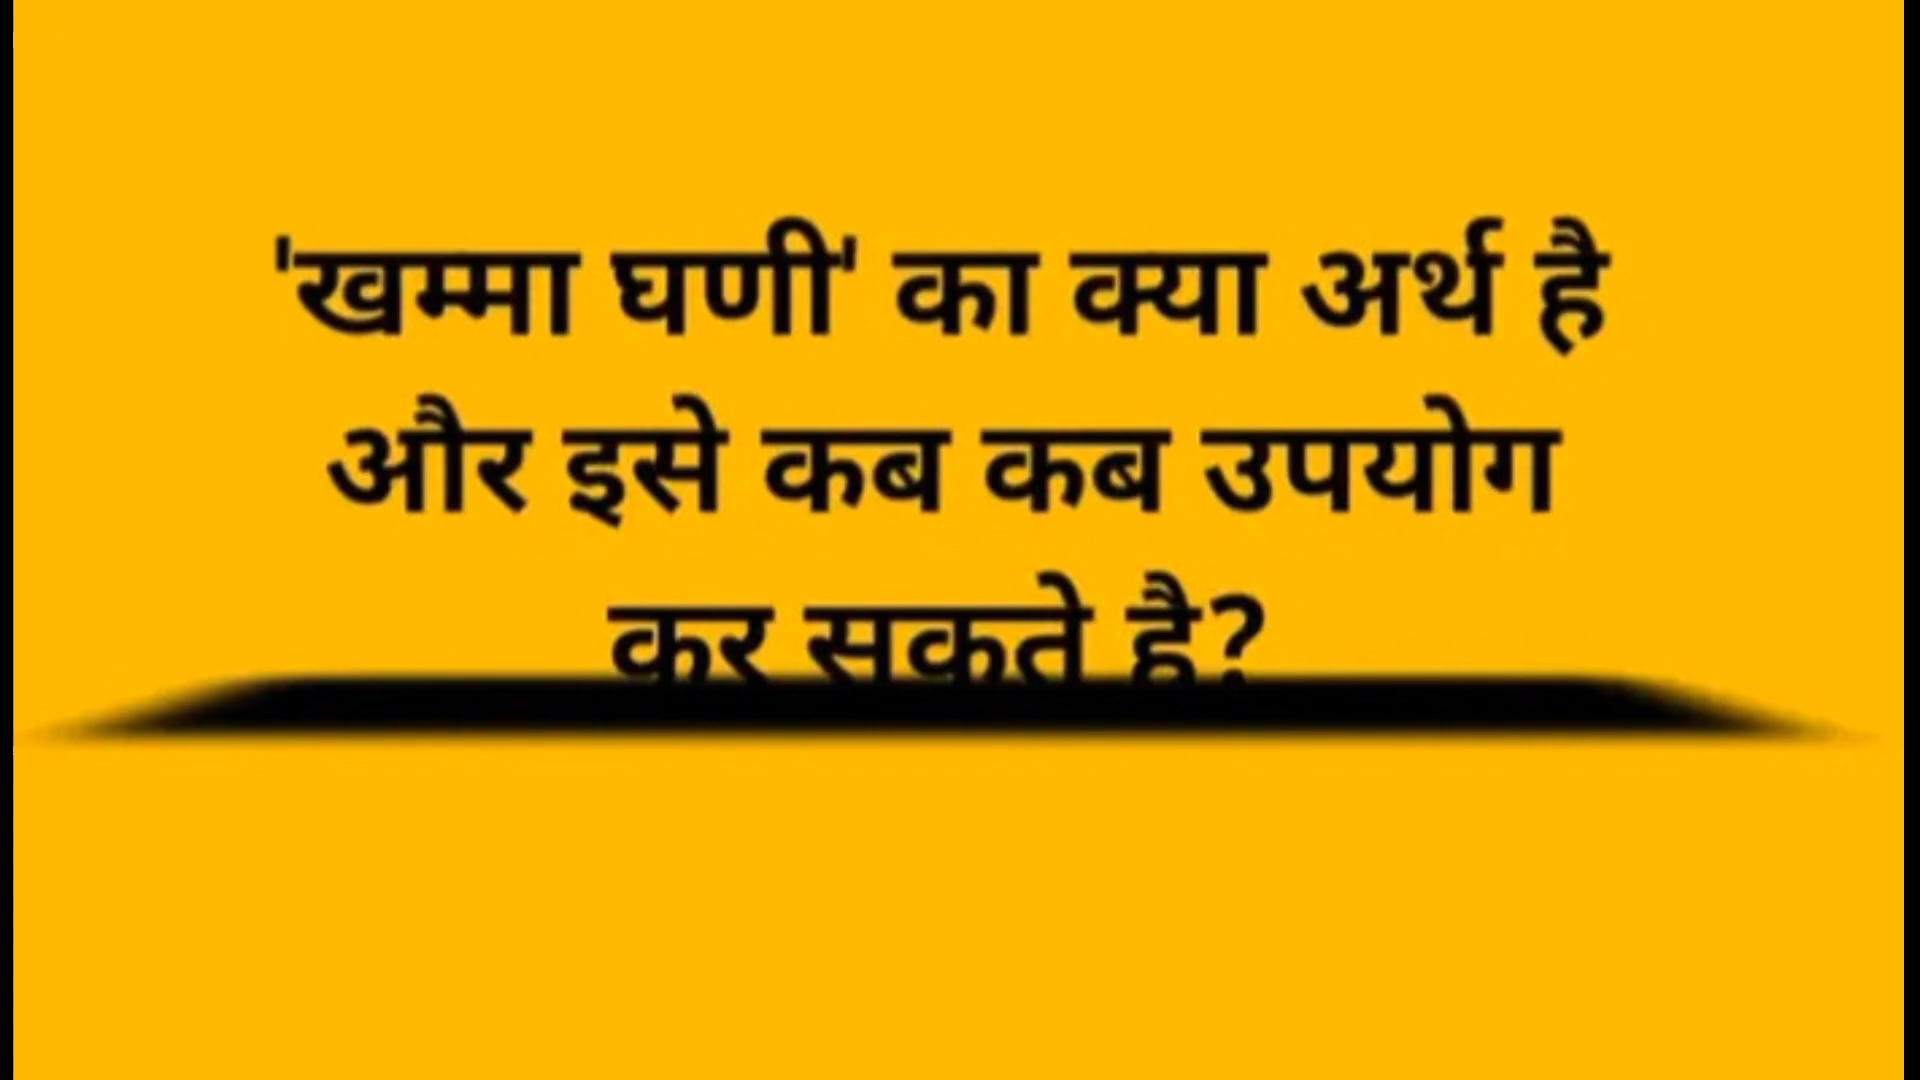 'खम्मा घणी' का क्या अर्थ है
और इसे कब कब उपयोग
कर सकते है?